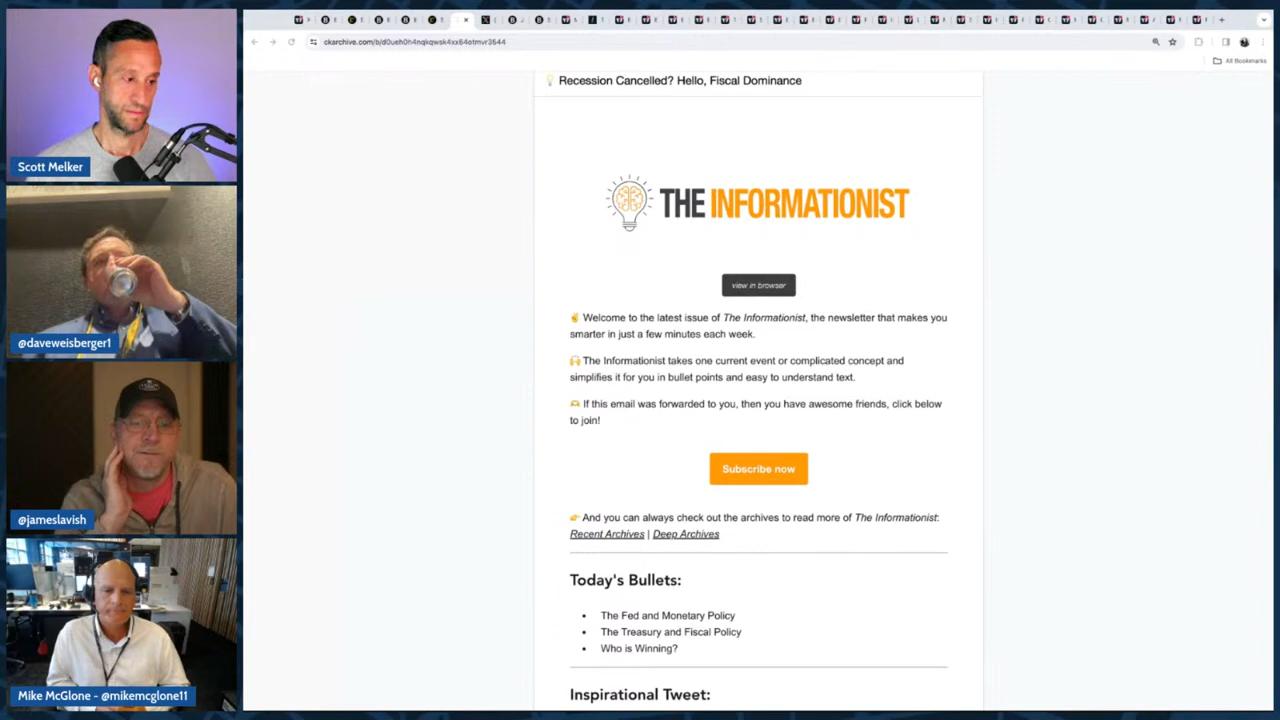 ckarchive.com/b/d0ueh0h4nqkqwsk4xx64otmvr3544
All Bookmarks
Recession Cancelled? Hello, Fiscal Dominance
THE INFORMATIONIST
view in browser
✌️ Welcome to the latest issue of The Informationist, the newsletter that makes you
smarter in just a few minutes each week.
🙌 The Informationist takes one current event or complicated concept and
simplifies it for you in bullet points and easy to understand text.
🫶 If this email was forwarded to you, then you have awesome friends, click below
to join!
Subscribe now
👉 And you can always check out the archives to read more of The Informationist:
Recent Archives | Deep Archives
Today's Bullets:
• The Fed and Monetary Policy
• The Treasury and Fiscal Policy
• Who is Winning?
Inspirational Tweet:
Scott Melker
@daveweisberger1
@jameslavish
Mike McGlone - @mikemcglone11